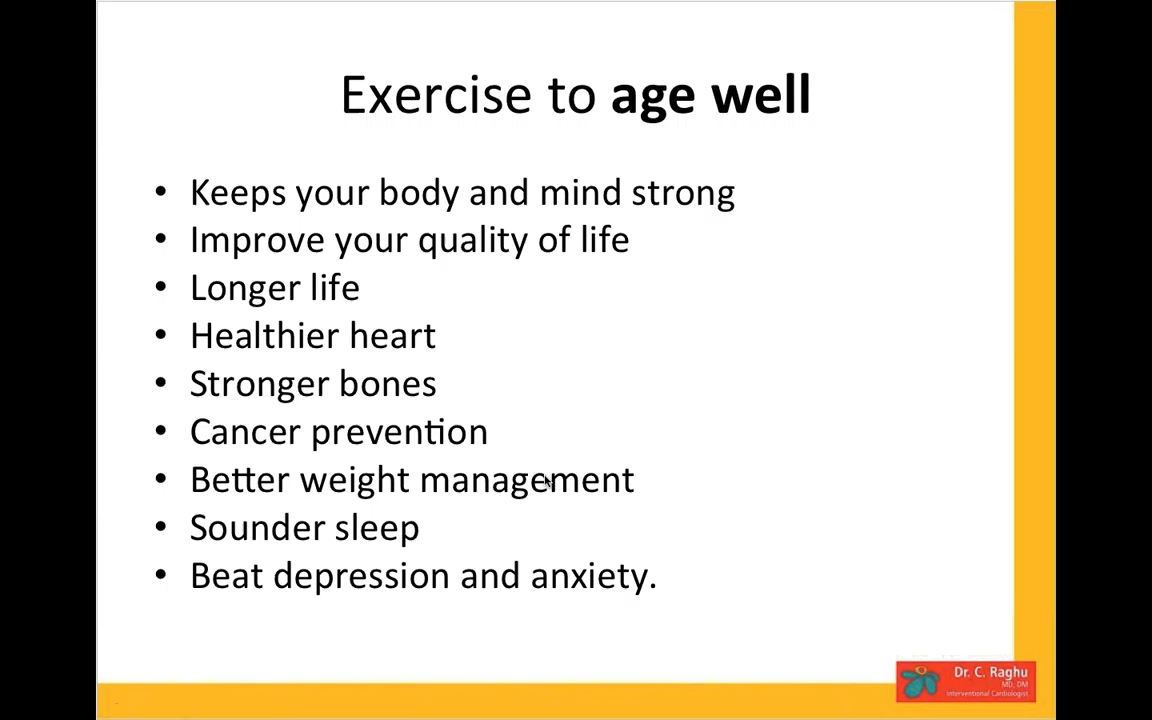 Exercise to age well
• Keeps your body and mind strong
• Improve your quality of life
• Longer life
• Healthier heart
• Stronger bones
• Cancer prevention
• Better weight management
• Sounder sleep
• Beat depression and anxiety.
Dr. C. Raghu
MD, DM
Interventional Cardiologist